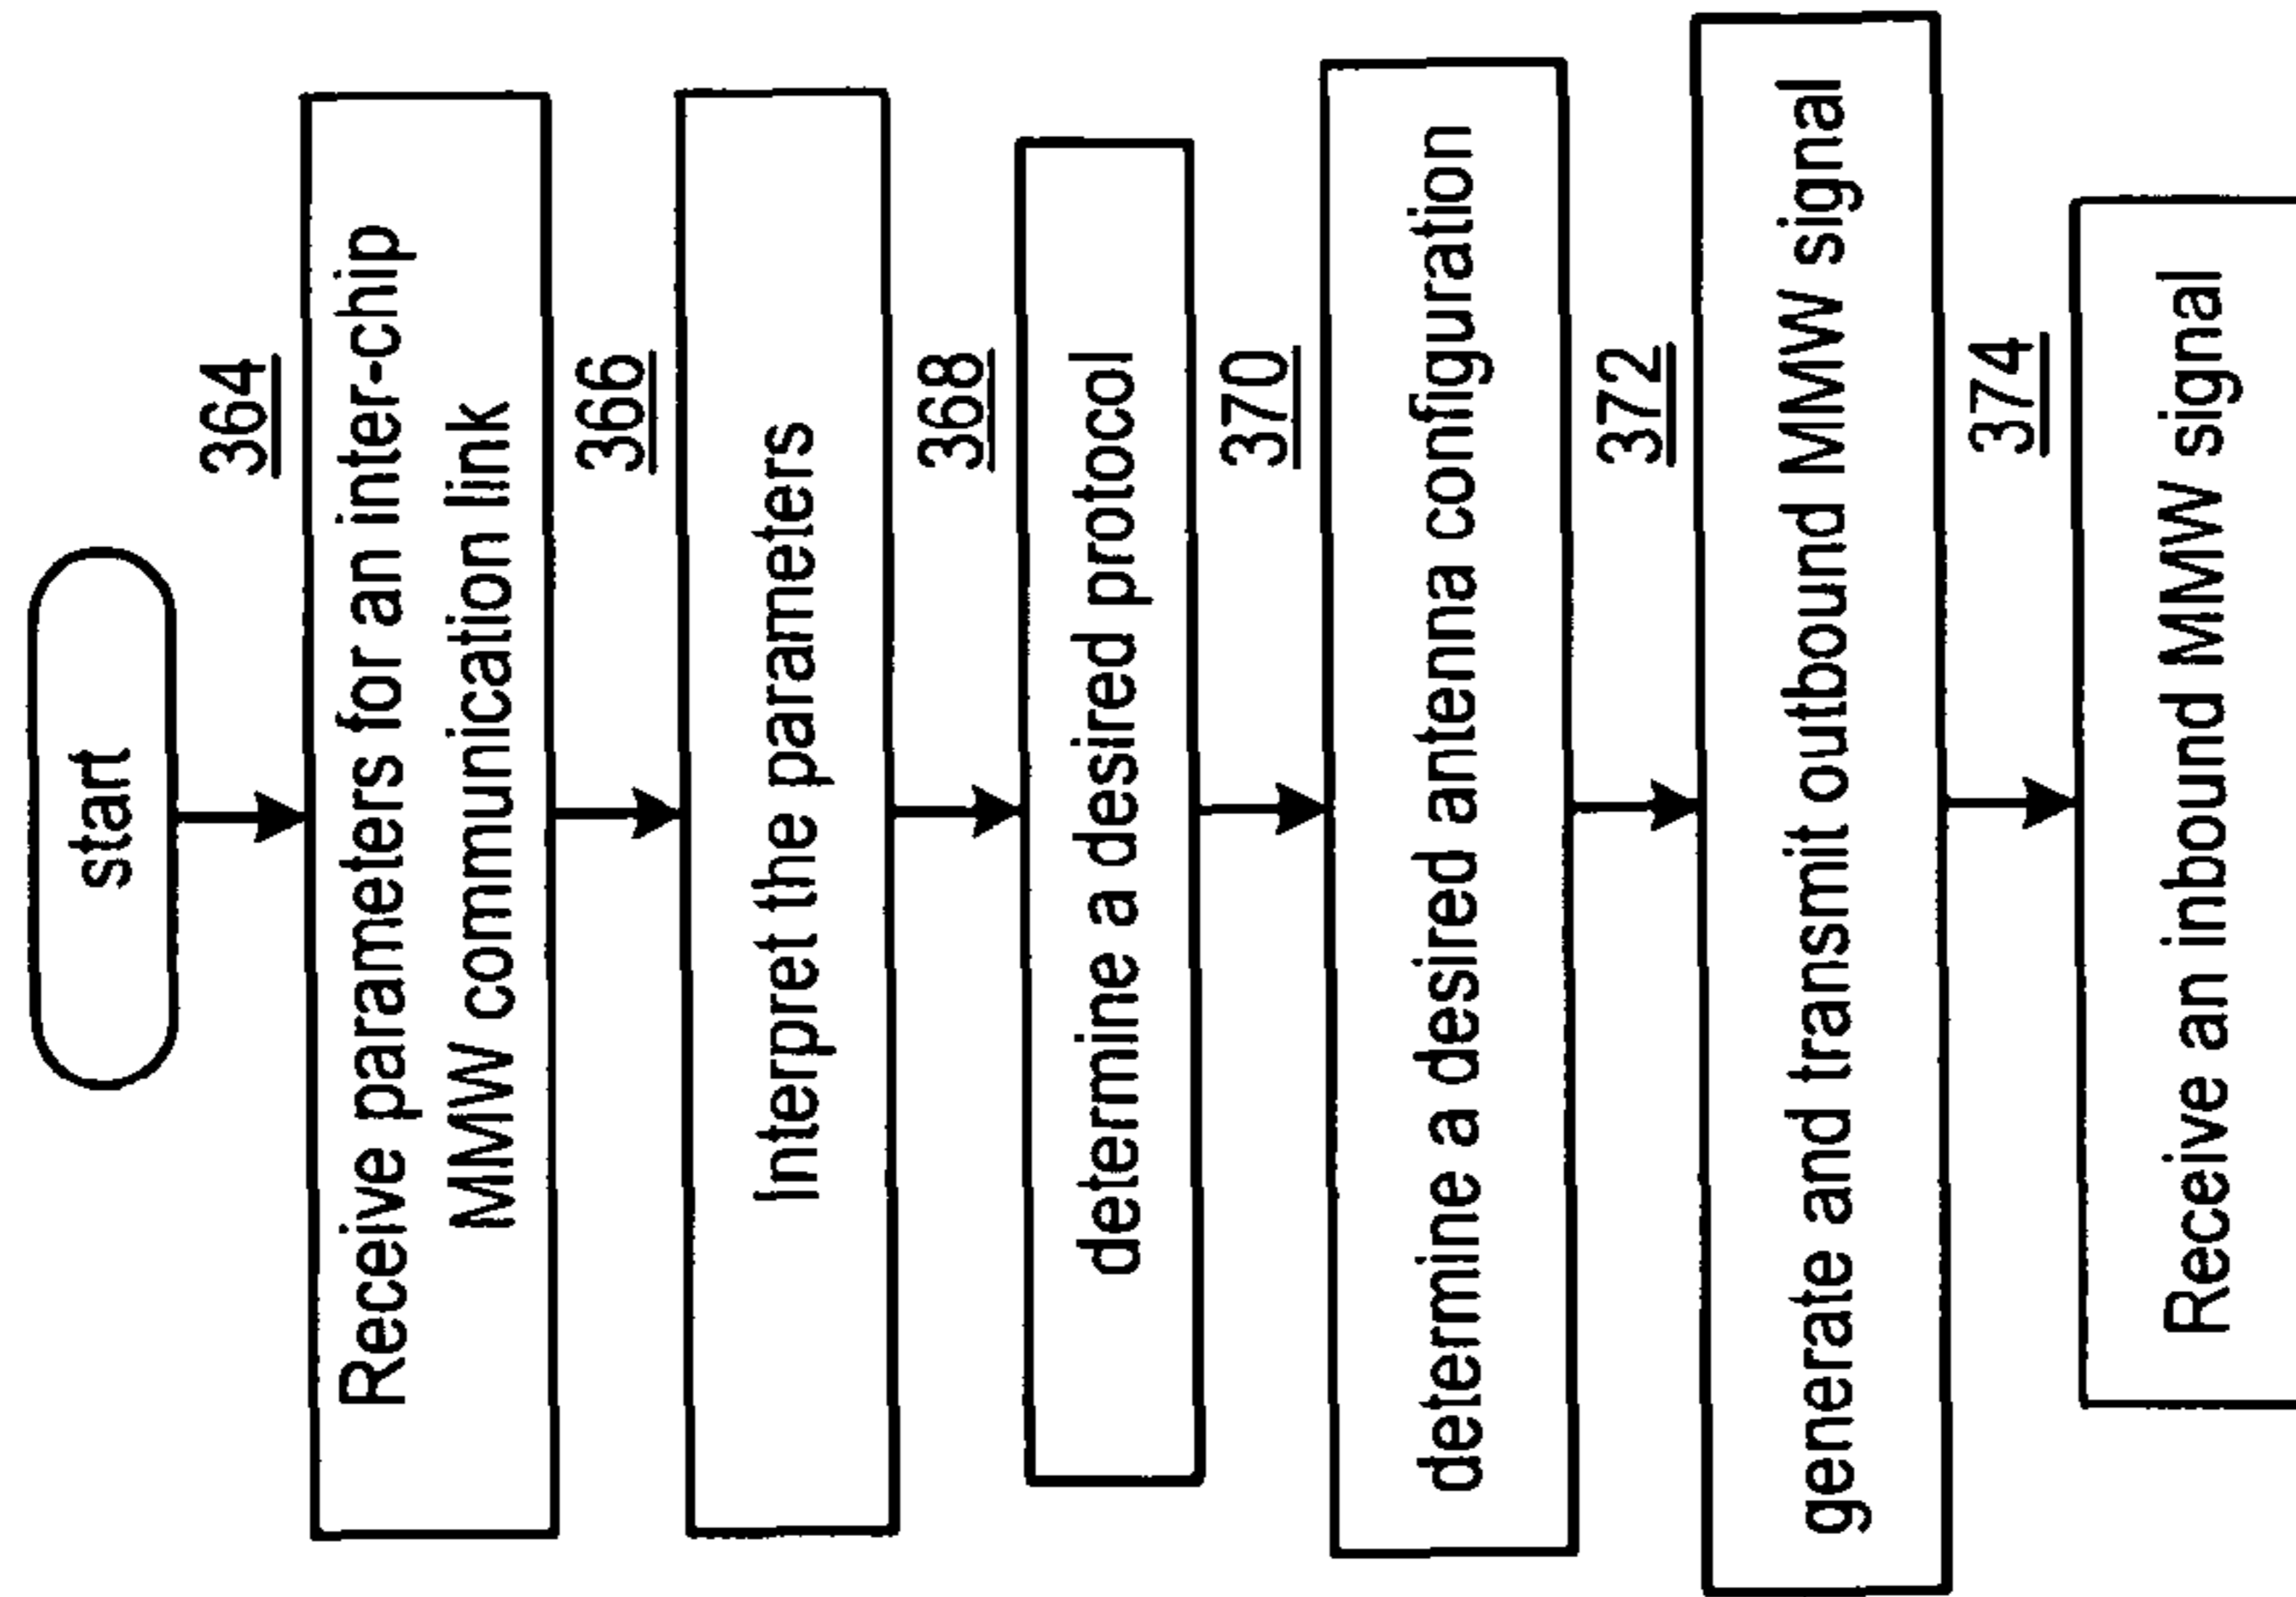 start
364
Receive parameters for an inter-chip
MMW communication link
366
Interpret the parameters
368
determine a desired protocol
370
determine a desired antenna configuration
372
generate and transmit outbound MMW signal
374
Receive an inbound MMW signal